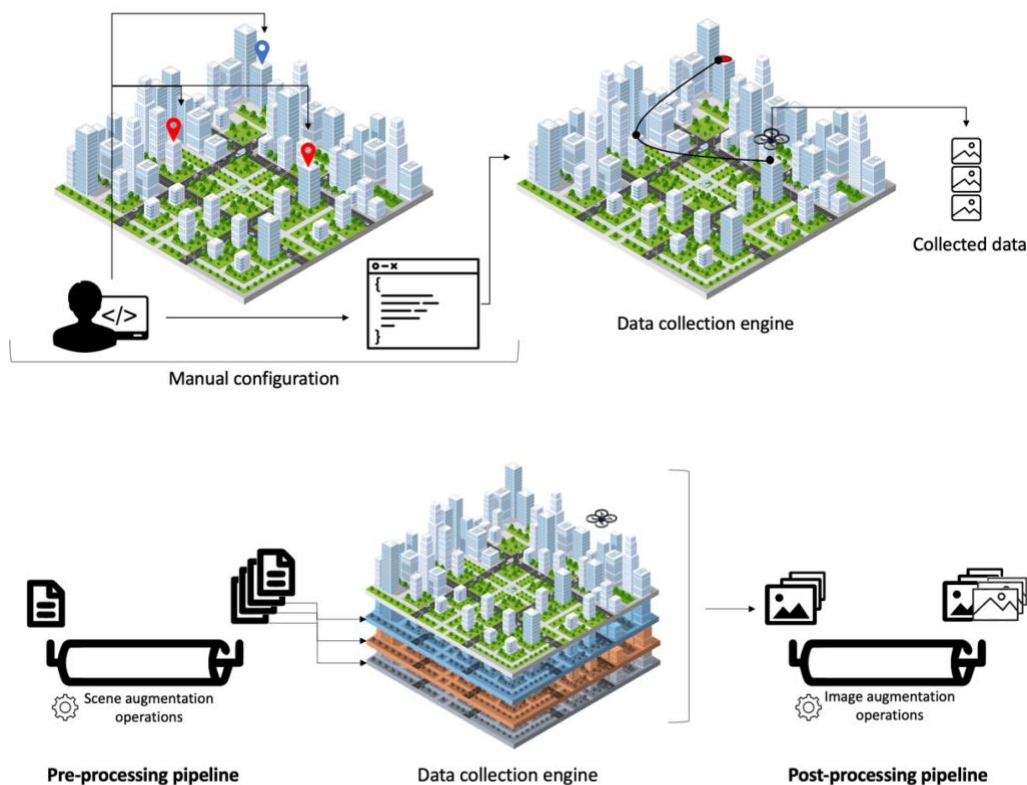 </>
{
}
Collected data
Data collection engine
Manual configuration
Scene augmentation
operations
Image augmentation
operations
Pre-processing pipeline
Data collection engine
Post-processing pipeline